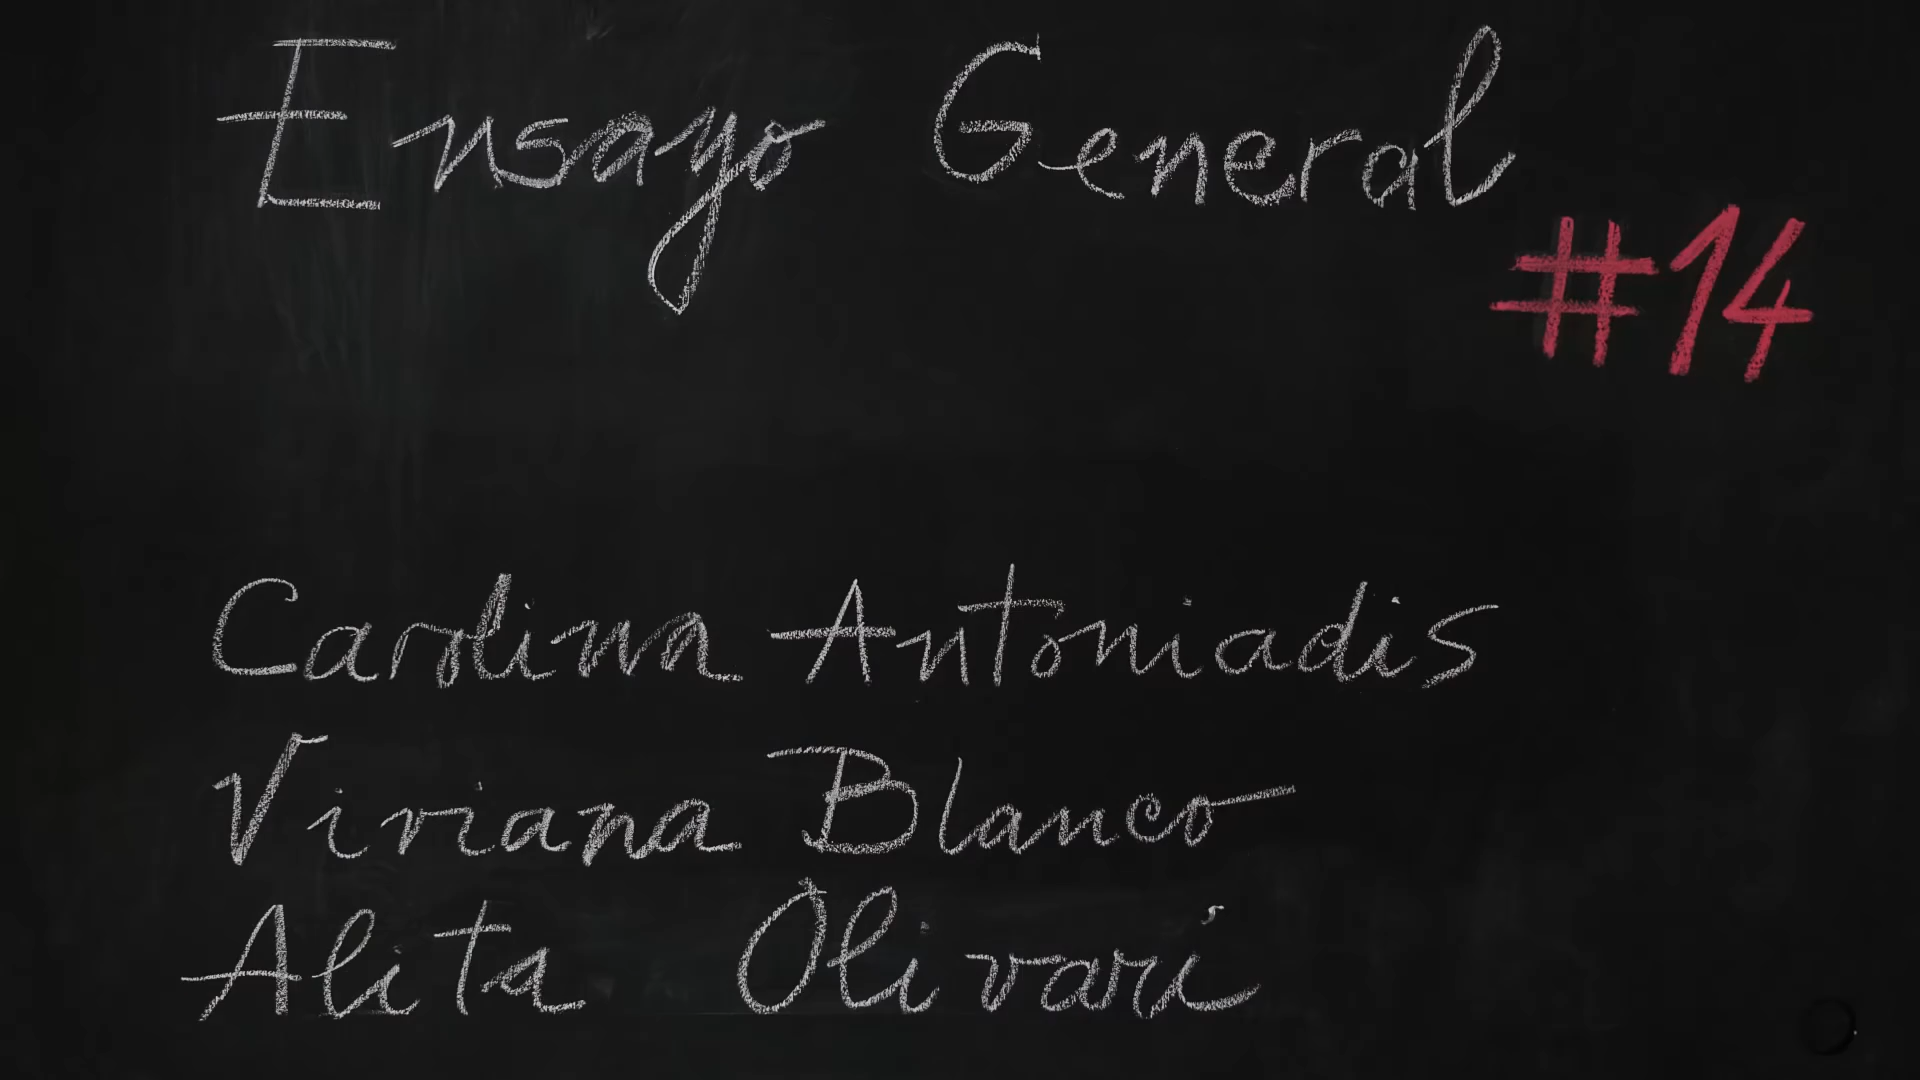 Ensayo General
#14
Carolina Antoniadis
Viviana Blanco
Alita Olivari